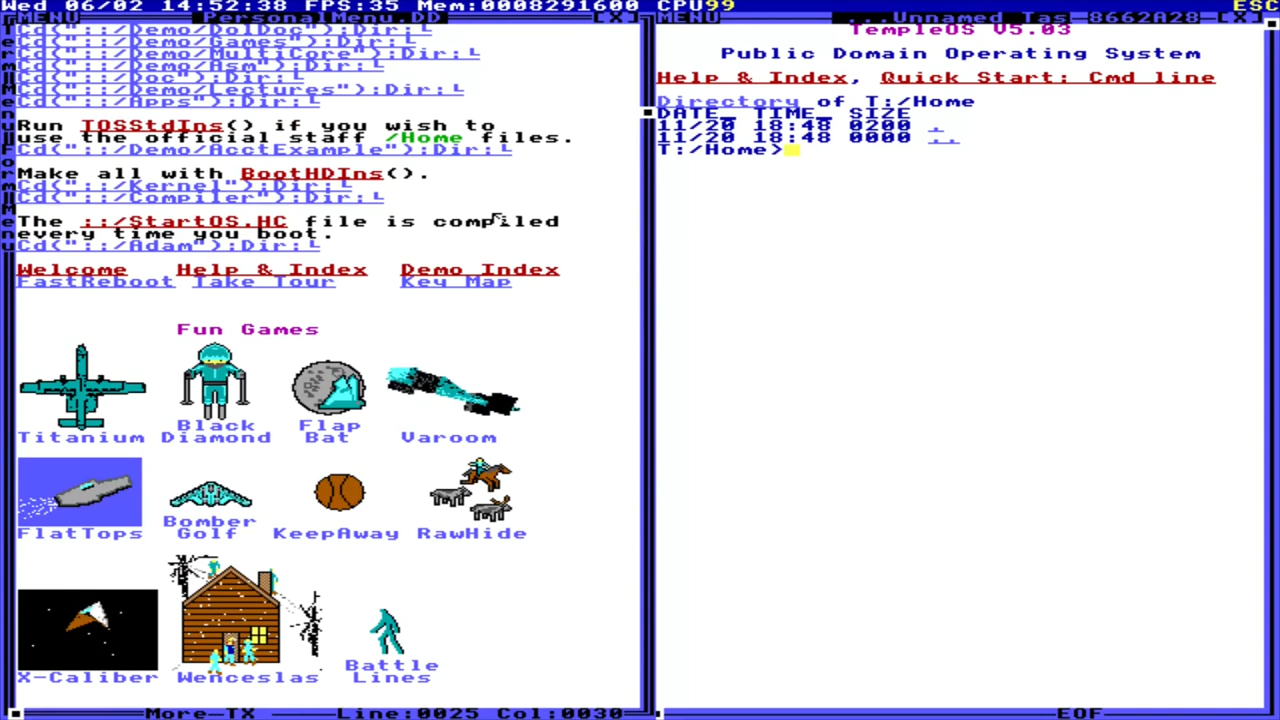 Wed 06/02 14:52:38 FPS:35 Mem:0008291600 CPU99 ESC
MENU PersonalMenu.DD [X]
Cd("::/Demo/DolDoc");Dir;
Cd("::/Demo/Games");Dir;
Cd("::/Demo/MultiCore");Dir;
Cd("::/Demo/Asm");Dir;
Cd("::/Doc");Dir;
Cd("::/Demo/Lectures");Dir;
Cd("::/Apps");Dir;
Run TOSStdIns() if you wish to
use the official staff /Home files.
Cd("::/Demo/AcctExample");Dir;
Make all with BootHDIns().
Cd("::/Kernel");Dir;
Cd("::/Compiler");Dir;
The ::/StartOS.HC file is compiled
every time you boot.
Cd("::/Adam");Dir;
Welcome Help & Index Demo Index
FastReboot Take Tour Key Map
Fun Games
Titanium
Black
Diamond
Flap
Bat
Varoom
FlatTops
Bomber
Golf
KeepAway
RawHide
X-Caliber
Wenceslas
Battle
Lines
More-TX Line:0025 Col:0030
MENU ...Unnamed Tas 8662A28 [X]
TempleOS V5.03
Public Domain Operating System
Help & Index, Quick Start: Cmd line
Directory of T:/Home
DATE_ TIME_ SIZE
11/20 18:48 0200 .
11/20 18:48 0000 ..
T:/Home>
EOF